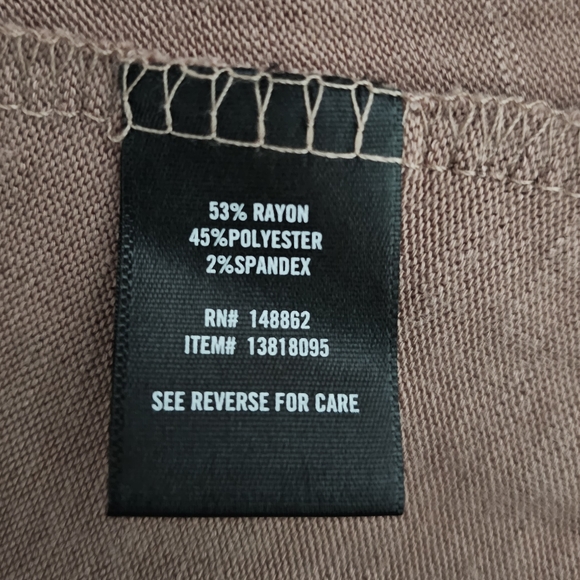 53% RAYON
45%POLYESTER
2%SPANDEX
RN# 148862
ITEM# 13818095
SEE REVERSE FOR CARE